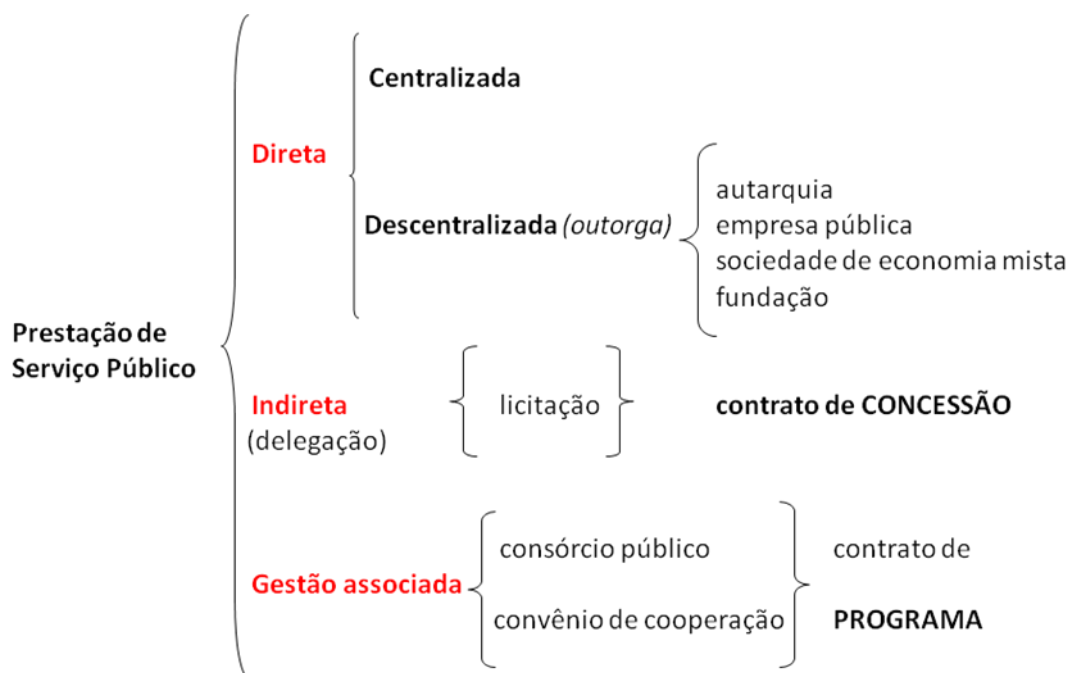 Prestação de
Serviço Público
Direta
Centralizada
Descentralizada (outorga)
autarquia
empresa pública
sociedade de economia mista
fundação
Indireta
(delegação)
licitação
contrato de CONCESSÃO
Gestão associada
consórcio público
convênio de cooperação
contrato de
PROGRAMA